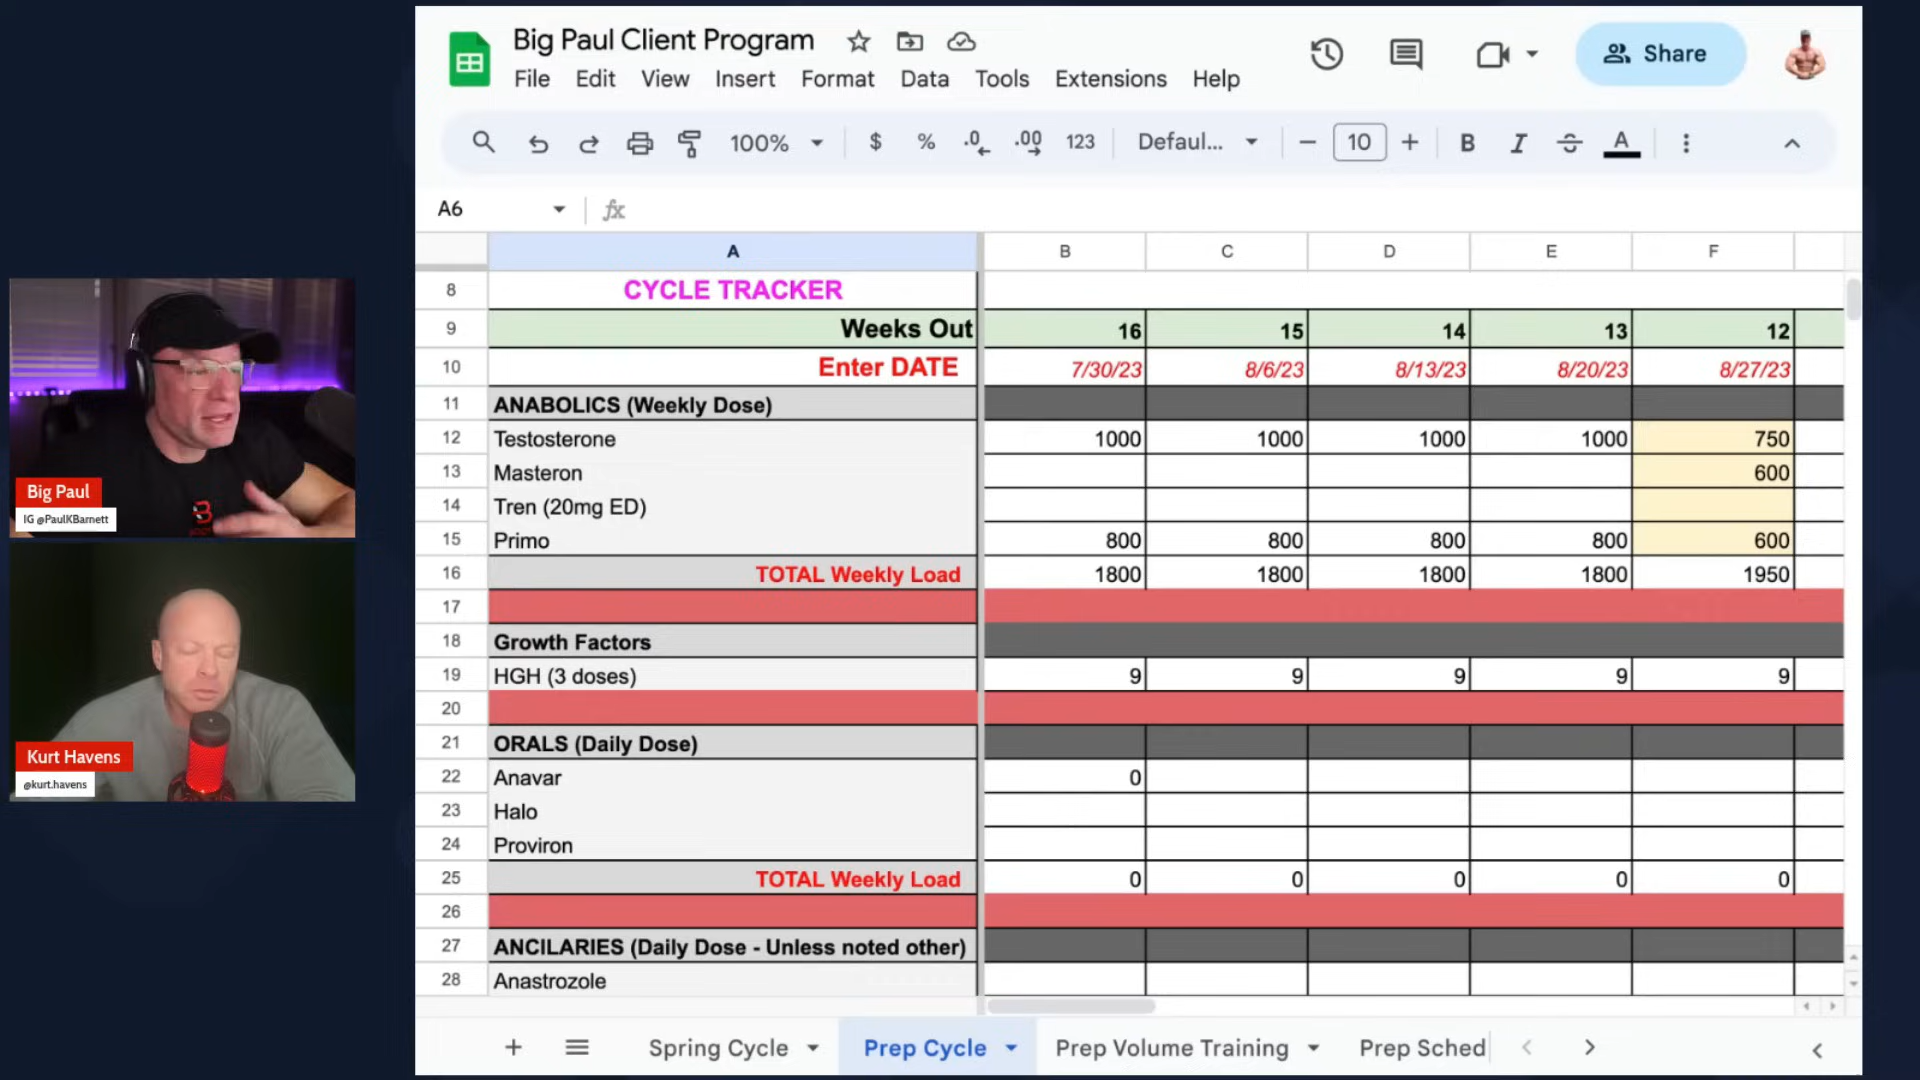 Big Paul Client Program
File Edit View Insert Format Data Tools Extensions Help
Share
100% $ % .0 .00 123 Defaul... 10 B I S A
A6 fx
A B C D E F
8 CYCLE TRACKER
9 Weeks Out 16 15 14 13 12
10 Enter DATE 7/30/23 8/6/23 8/13/23 8/20/23 8/27/23
11 ANABOLICS (Weekly Dose)
12 Testosterone 1000 1000 1000 1000 750
13 Masteron 600
14 Tren (20mg ED)
15 Primo 800 800 800 800 600
16 TOTAL Weekly Load 1800 1800 1800 1800 1950
17
18 Growth Factors
19 HGH (3 doses) 9 9 9 9 9
20
21 ORALS (Daily Dose)
22 Anavar 0
23 Halo
24 Proviron
25 TOTAL Weekly Load 0 0 0 0 0
26
27 ANCILARIES (Daily Dose - Unless noted other)
28 Anastrozole
Spring Cycle Prep Cycle Prep Volume Training Prep Sched
Big Paul
IG @PaulKBarnett
Kurt Havens
@kurt.havens